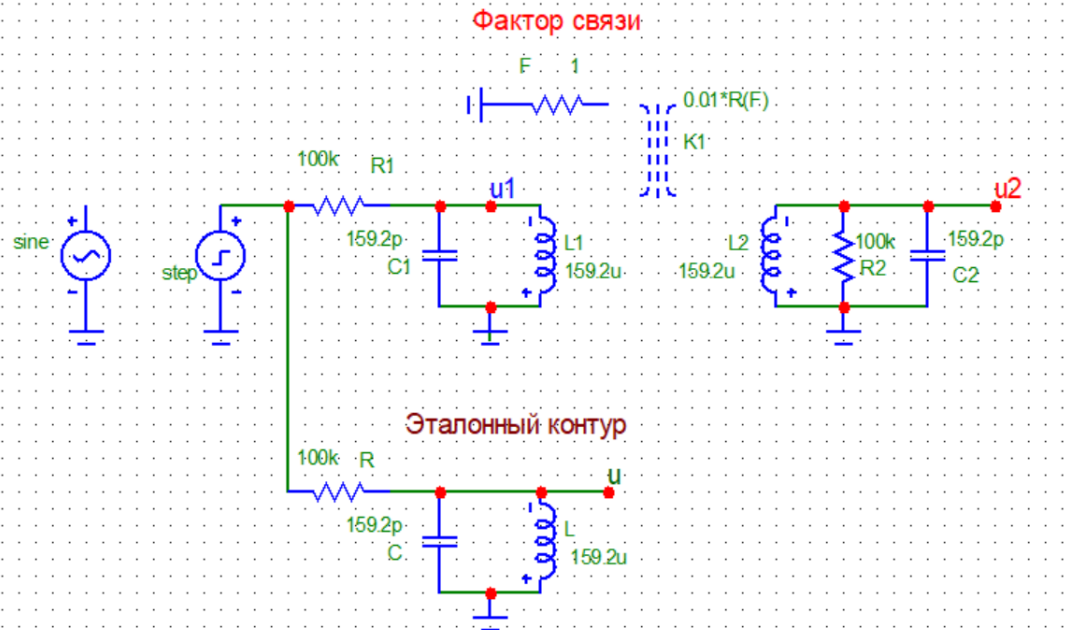 Фактор связи
F 1
0.01*R(F)
K1
100k R1
u1
u2
sine
step
159.2p
C1
L1
159.2u
L2
159.2u
100k
R2
159.2p
C2
Эталонный контур
100k R
u
159.2p
C
L
159.2u